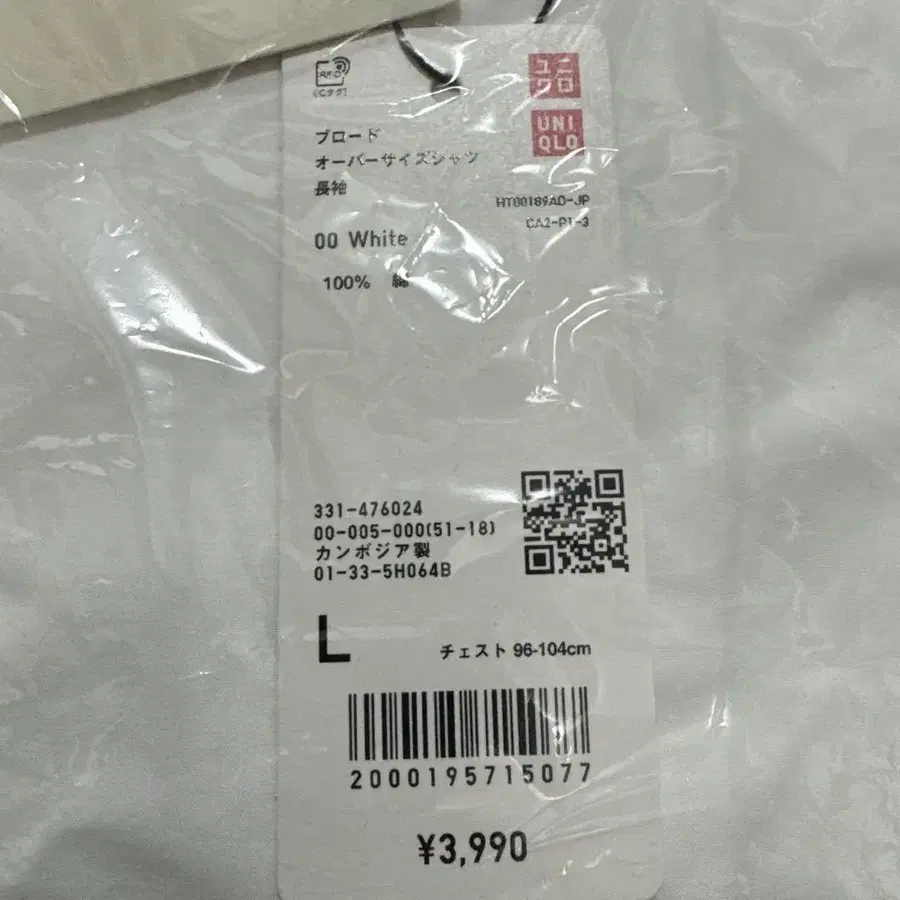 RFID
ICタグ
ユニ
クロ
UNI
QLO
ブロード
オーバーサイズシャツ
長袖
HT00189AO-JP
CA2-P1-3
00 White
100% 綿
331-476024
00-005-000(51-18)
カンボジア製
01-33-5H064B
L
チェスト 96-104cm
2000195715077
¥3,990